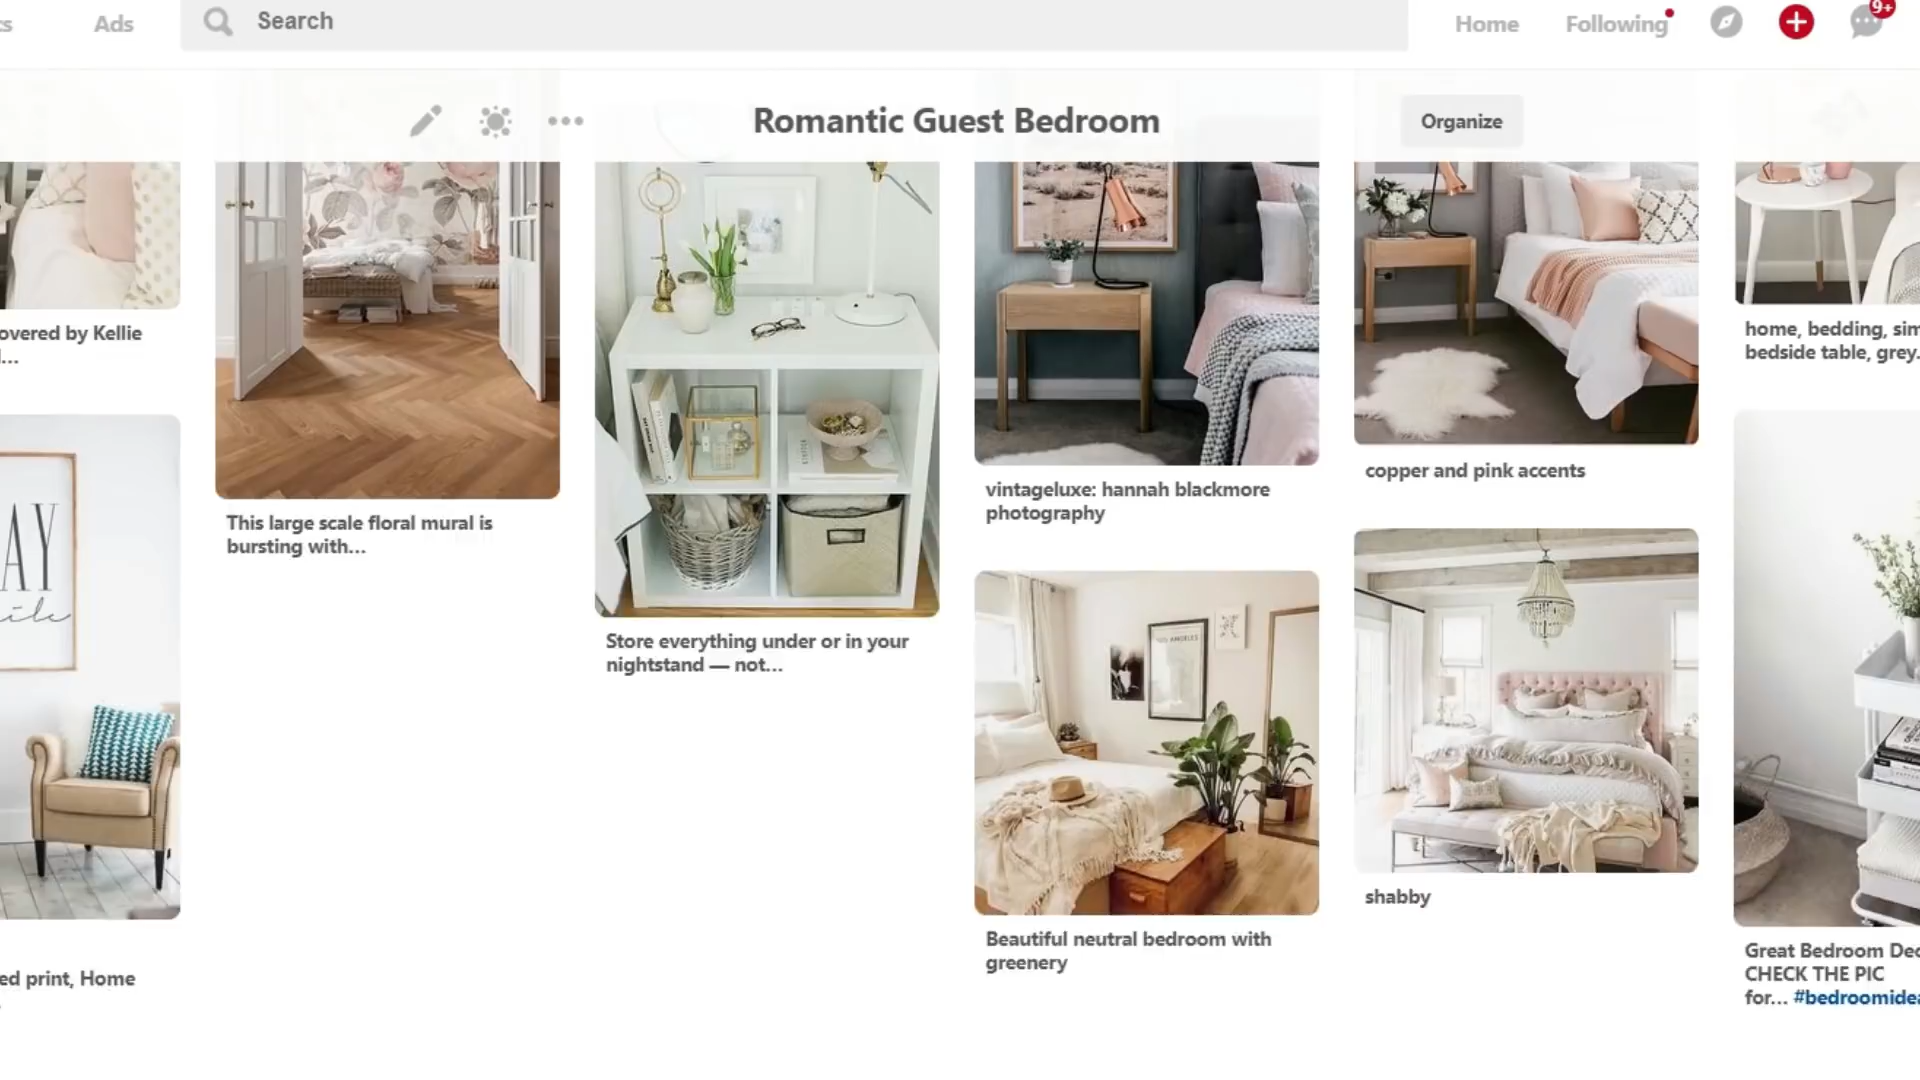 Ads
Search
Home
Following
9+
Romantic Guest Bedroom
Organize
overed by Kellie
l...
This large scale floral mural is
bursting with...
Store everything under or in your
nightstand — not...
vintageluxe: hannah blackmore
photography
copper and pink accents
home, bedding, sim
bedside table, grey.
AY
ANGELES
Beautiful neutral bedroom with
greenery
shabby
ed print, Home
Great Bedroom Dec
CHECK THE PIC
for... #bedroomidea